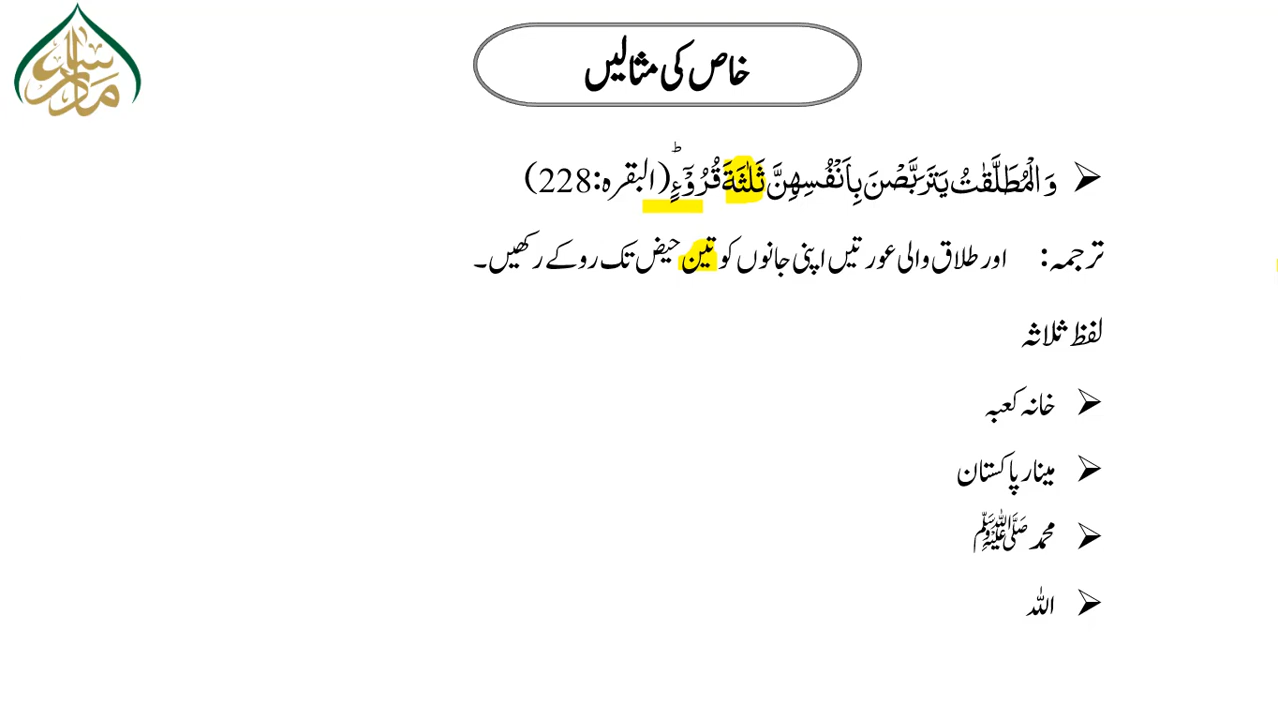 خاص کی مثالیں
وَ الْمُطَلَّقٰتُ یَتَرَبَّصْنَ بِاَنْفُسِهِنَّ ثَلٰثَةَ قُرُوْٓءٍؕ (البقرہ:228)
ترجمہ: اور طلاق والی عورتیں اپنی جانوں کو تین حیض تک روکے رکھیں۔
لفظ ثلاثہ
خانہ کعبہ
مینار پاکستان
محمد ﷺ
اللہ